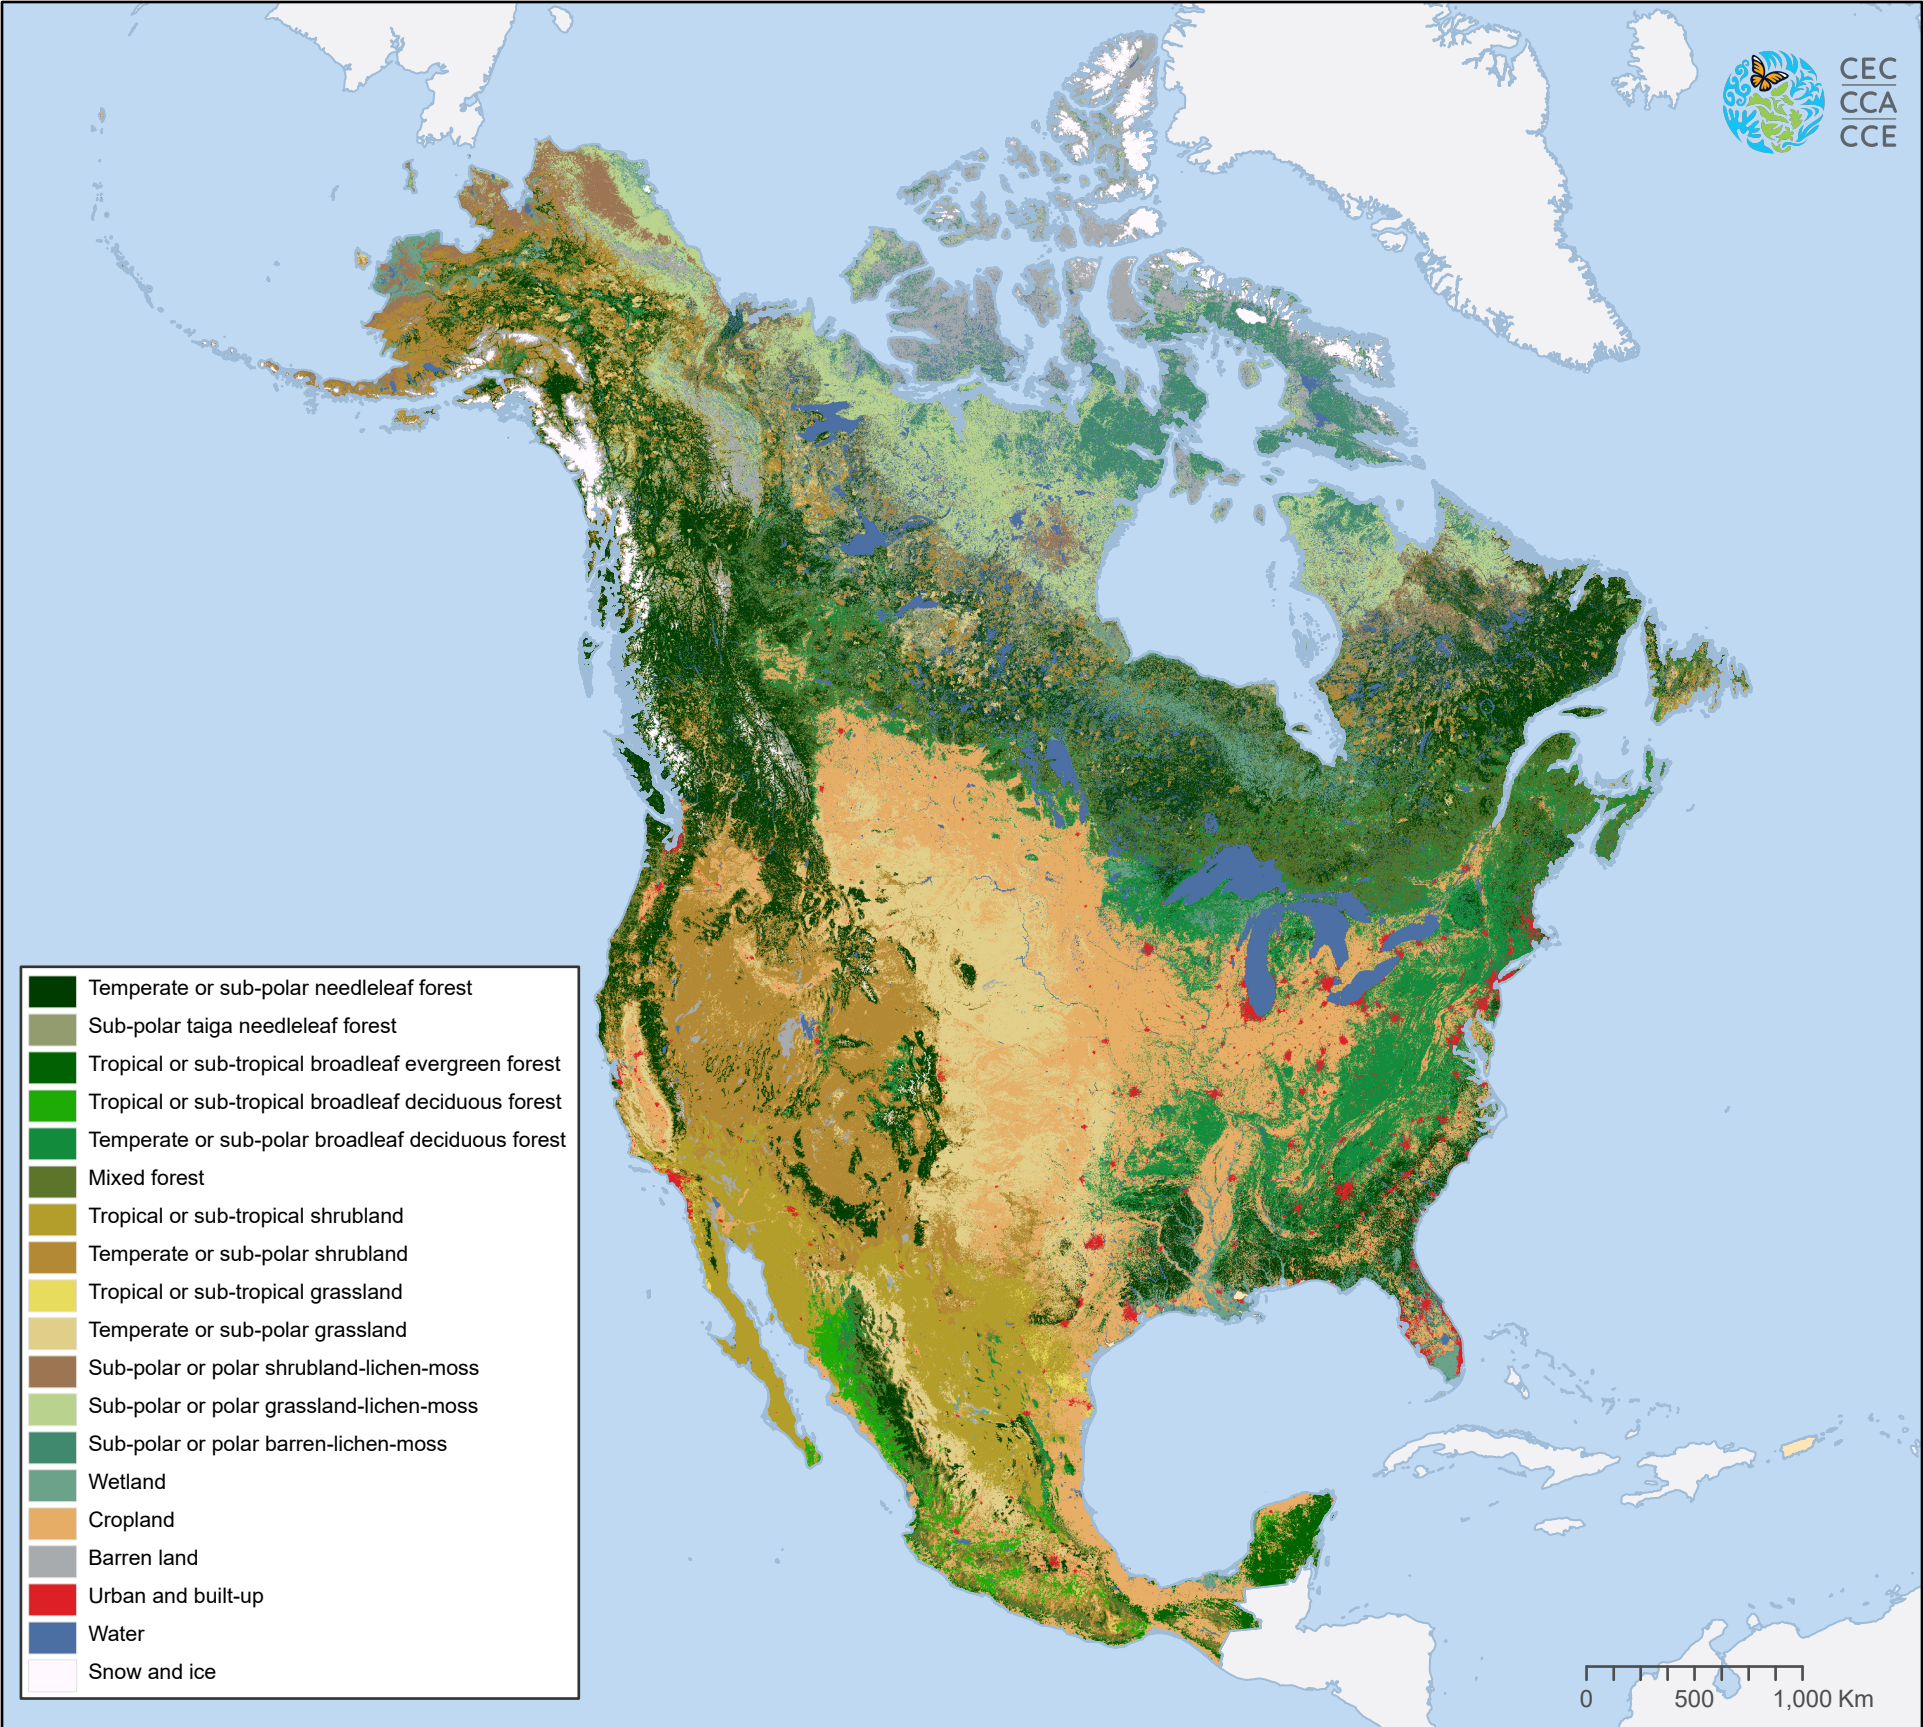 CEC
CCA
CCE
Temperate or sub-polar needleleaf forest
Sub-polar taiga needleleaf forest
Tropical or sub-tropical broadleaf evergreen forest
Tropical or sub-tropical broadleaf deciduous forest
Temperate or sub-polar broadleaf deciduous forest
Mixed forest
Tropical or sub-tropical shrubland
Temperate or sub-polar shrubland
Tropical or sub-tropical grassland
Temperate or sub-polar grassland
Sub-polar or polar shrubland-lichen-moss
Sub-polar or polar grassland-lichen-moss
Sub-polar or polar barren-lichen-moss
Wetland
Cropland
Barren land
Urban and built-up
Water
Snow and ice
0 500 1,000 Km